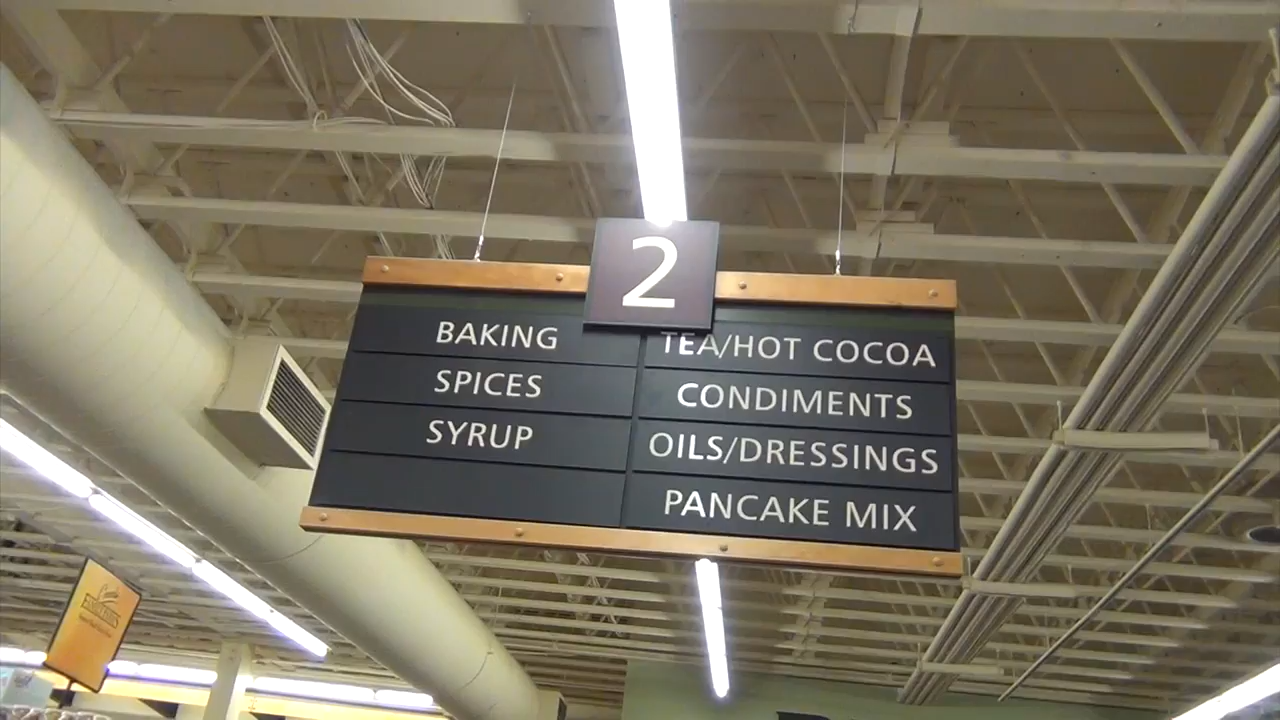 2
BAKING
SPICES
SYRUP
TEA/HOT COCOA
CONDIMENTS
OILS/DRESSINGS
PANCAKE MIX